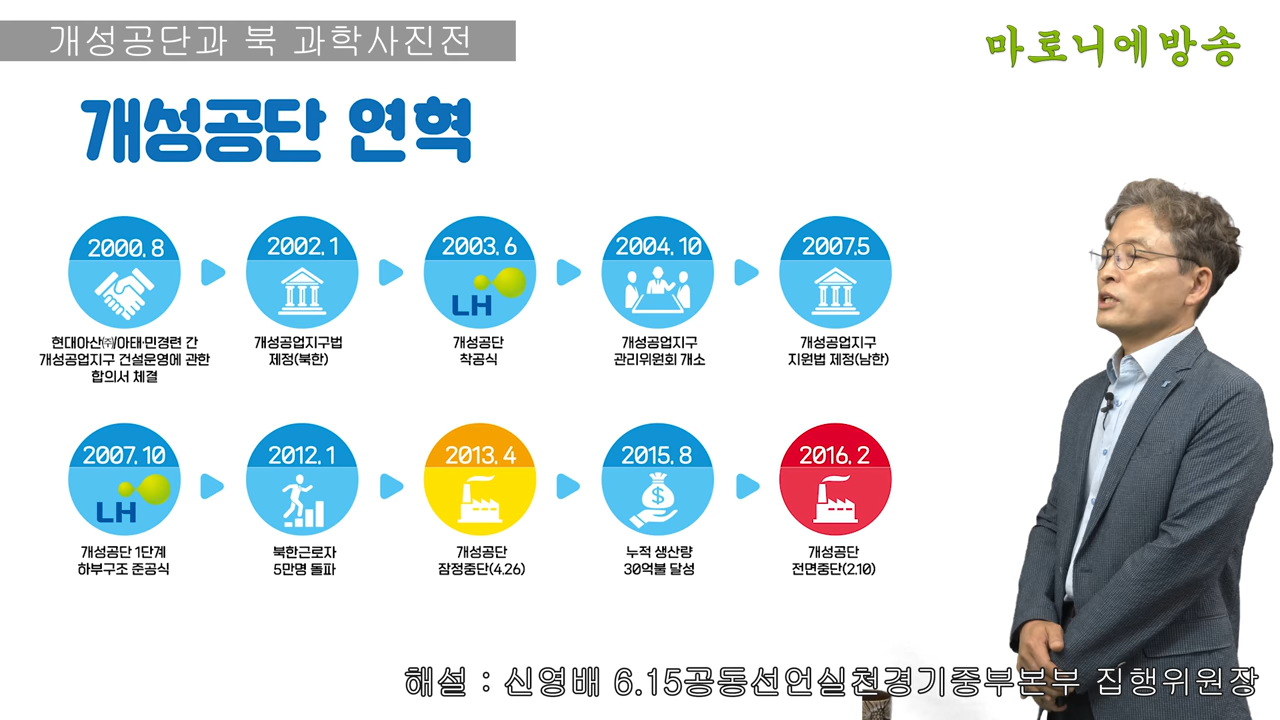 개성공단과 북 과학사진전
마로니에방송
개성공단 연혁
2000. 8
현대아산㈜/아태·민경련 간
개성공업지구 건설운영에 관한
합의서 체결
2002. 1
개성공업지구법
제정(북한)
2003. 6
LH
개성공단
착공식
2004. 10
개성공업지구
관리위원회 개소
2007.5
개성공업지구
지원법 제정(남한)
2007. 10
LH
개성공단 1단계
하부구조 준공식
2012. 1
북한근로자
5만명 돌파
2013. 4
개성공단
잠정중단(4.26)
2015. 8
$
누적 생산량
30억불 달성
2016. 2
개성공단
전면중단(2.10)
해설 : 신영배 6.15공동선언실천경기중부본부 집행위원장